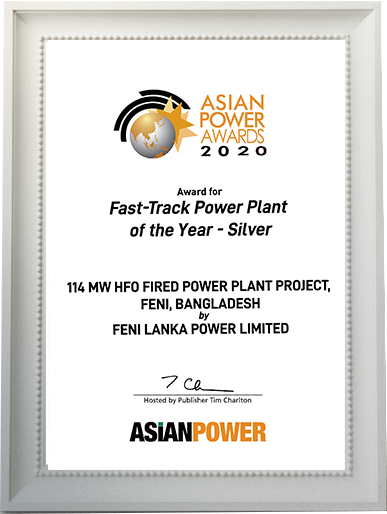 ASIAN
POWER
AWARDS
2020
Award for
Fast-Track Power Plant
of the Year - Silver
114 MW HFO FIRED POWER PLANT PROJECT,
FENI, BANGLADESH
by
FENI LANKA POWER LIMITED
Hosted by Publisher Tim Charlton
ASIANPOWER